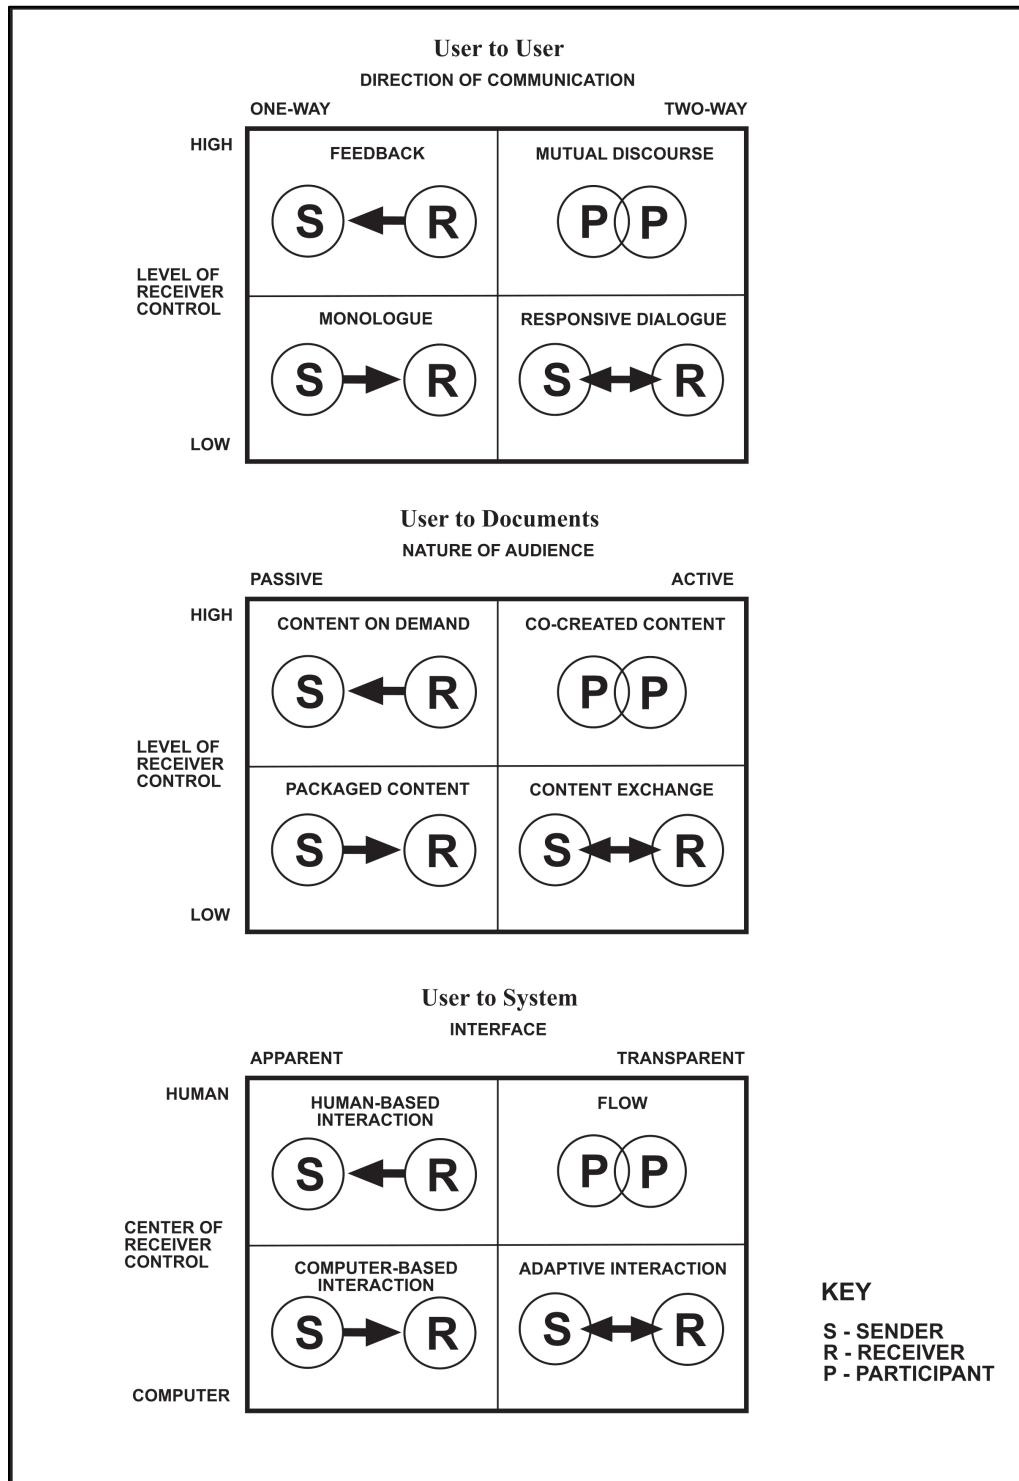 User to User
DIRECTION OF COMMUNICATION
ONE-WAY
TWO-WAY
HIGH
FEEDBACK
MUTUAL DISCOURSE
S
R
P
P
LEVEL OF
RECEIVER
CONTROL
MONOLOGUE
RESPONSIVE DIALOGUE
S
R
S
R
LOW
User to Documents
NATURE OF AUDIENCE
PASSIVE
ACTIVE
HIGH
CONTENT ON DEMAND
CO-CREATED CONTENT
S
R
P
P
LEVEL OF
RECEIVER
CONTROL
PACKAGED CONTENT
CONTENT EXCHANGE
S
R
S
R
LOW
User to System
INTERFACE
APPARENT
TRANSPARENT
HUMAN
HUMAN-BASED
INTERACTION
FLOW
S
R
P
P
CENTER OF
RECEIVER
CONTROL
COMPUTER-BASED
INTERACTION
ADAPTIVE INTERACTION
S
R
S
R
COMPUTER
KEY
S - SENDER
R - RECEIVER
P - PARTICIPANT